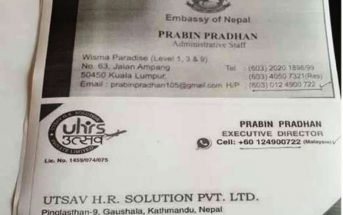 Embassy of Nepal
PRABIN PRADHAN
Administrative Staff
Wisma Paradise (Level 1, 3 & 9)
No. 63, Jalan Ampang
50450 Kuala Lumpur,
Email : prabinpradhan105@gmail.com
Tel : (603) 2020 1898/99
(603) 4050 7321(Res)
H/P : (603) 012 4900 722
uhrs
उत्सव
Lic. No: 1459/074/075
PRABIN PRADHAN
EXECUTIVE DIRECTOR
Cell: +60 124900722 (Malaysia)
UTSAV H.R. SOLUTION PVT. LTD.
Pinglasthan-9, Gaushala, Kathmandu, Nepal